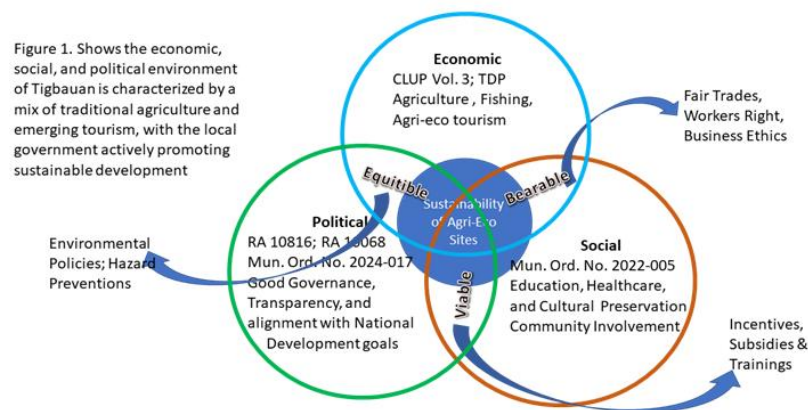 Figure 1. Shows the economic,
social, and political environment
of Tigbauan is characterized by a
mix of traditional agriculture and
emerging tourism, with the local
government actively promoting
sustainable development
Economic
CLUP Vol. 3; TDP
Agriculture , Fishing,
Agri-eco tourism
Fair Trades,
Workers Right,
Business Ethics
Equitible
Bearable
Sustainability
of Agri-Eco
Sites
Political
RA 10816; RA 10068
Mun. Ord. No. 2024-017
Good Governance,
Transparency, and
alignment with National
Development goals
Environmental
Policies; Hazard
Preventions
Social
Mun. Ord. No. 2022-005
Education, Healthcare,
and Cultural Preservation
Community Involvement
Viable
Incentives,
Subsidies &
Trainings